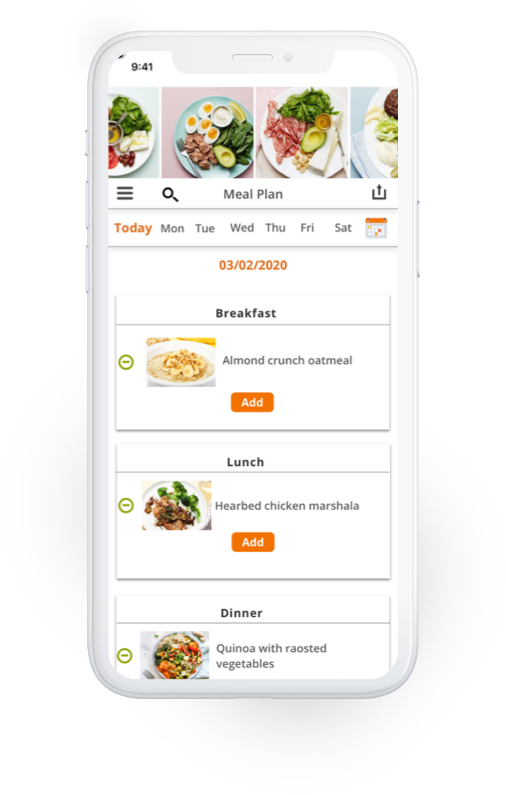 9:41
Meal Plan
Today Mon Tue Wed Thu Fri Sat
03/02/2020
Breakfast
Almond crunch oatmeal
Add
Lunch
Hearbed chicken marshala
Add
Dinner
Quinoa with raosted
vegetables